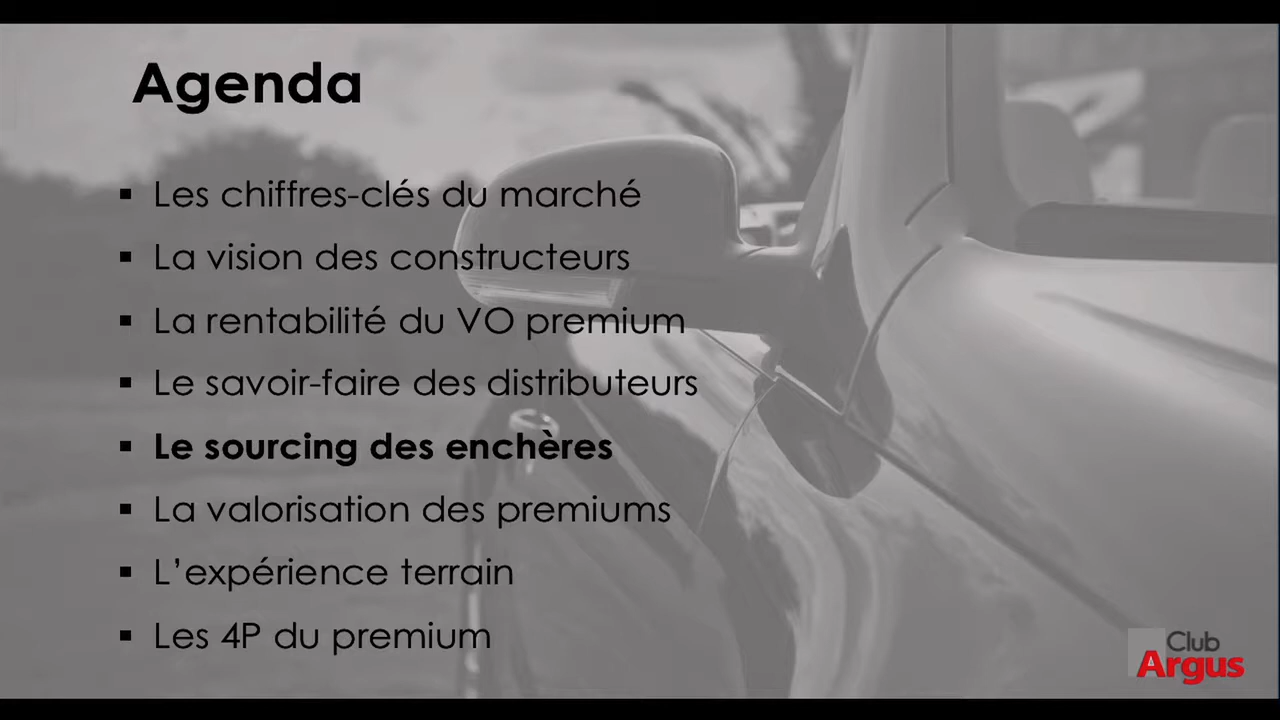 Agenda
▪ Les chiffres-clés du marché
▪ La vision des constructeurs
▪ La rentabilité du VO premium
▪ Le savoir-faire des distributeurs
▪ Le sourcing des enchères
▪ La valorisation des premiums
▪ L’expérience terrain
▪ Les 4P du premium
Club
Argus